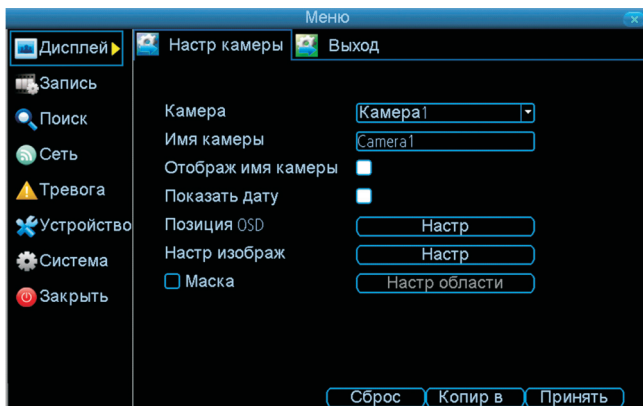 Меню
Дисплей
Запись
Поиск
Сеть
Тревога
Устройство
Система
Закрыть
Настр камеры Выход
Камера Камера1
Имя камеры Camera1
Отображ имя камеры
Показать дату
Позиция OSD Настр
Настр изображ Настр
Маска Настр области
Сброс Копир в Принять